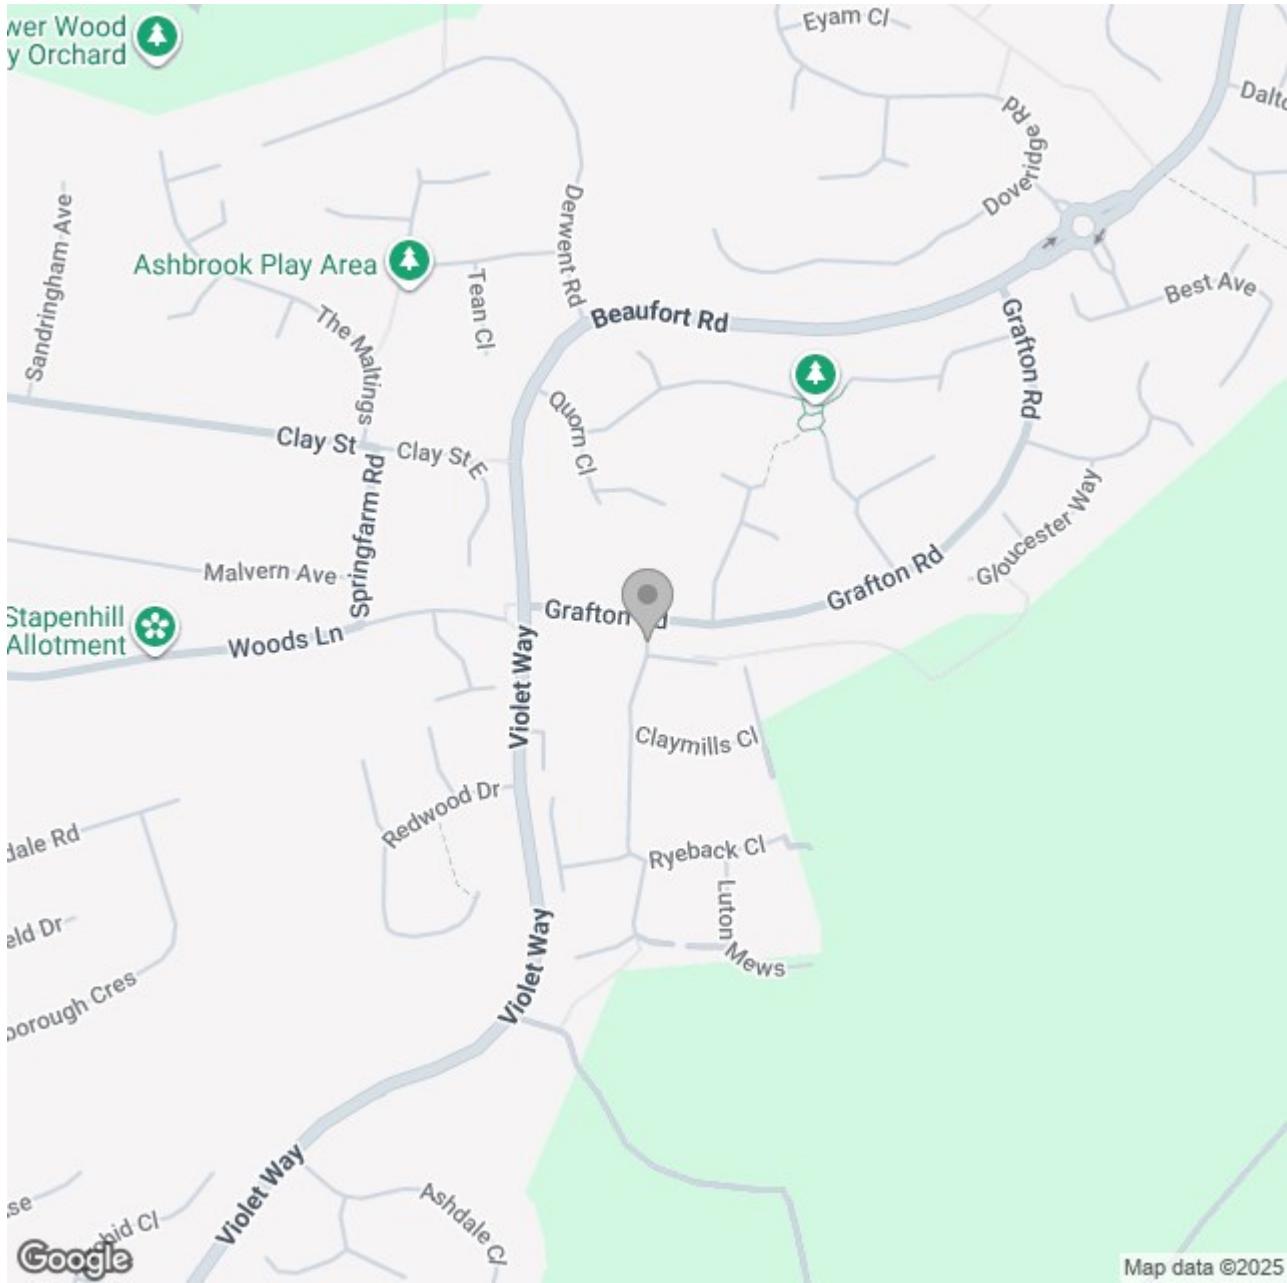 wer Wood
y Orchard
Eyam Cl
Dalto
Doveridge Rd
Sandringham Ave
Derwent Rd
Ashbrook Play Area
Tean Cl
Best Ave
The Maltings
Beaufort Rd
Grafton Rd
Quorn Cl
Clay St
Clay St E
Springfarm Rd
Gloucester Way
Malvern Ave
Grafton Rd
Stapenhill
Allotment
Grafton Rd
Woods Ln
Violet Way
Claymills Cl
Redwood Dr
dale Rd
Ryeback Cl
Luton Mews
eld Dr
Violet Way
borough Cres
Violet Way
Ashdale Cl
se
hid Cl
Google
Map data ©2025